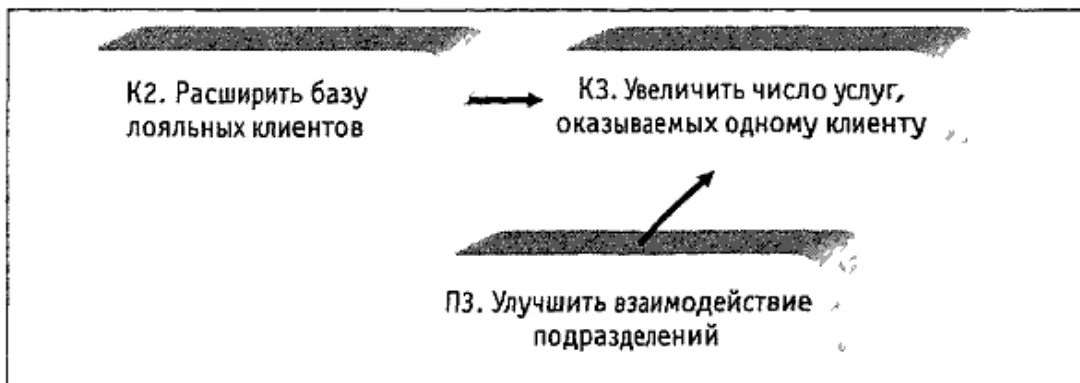 К2. Расширить базу
лояльных клиентов
К3. Увеличить число услуг,
оказываемых одному клиенту
П3. Улучшить взаимодействие
подразделений